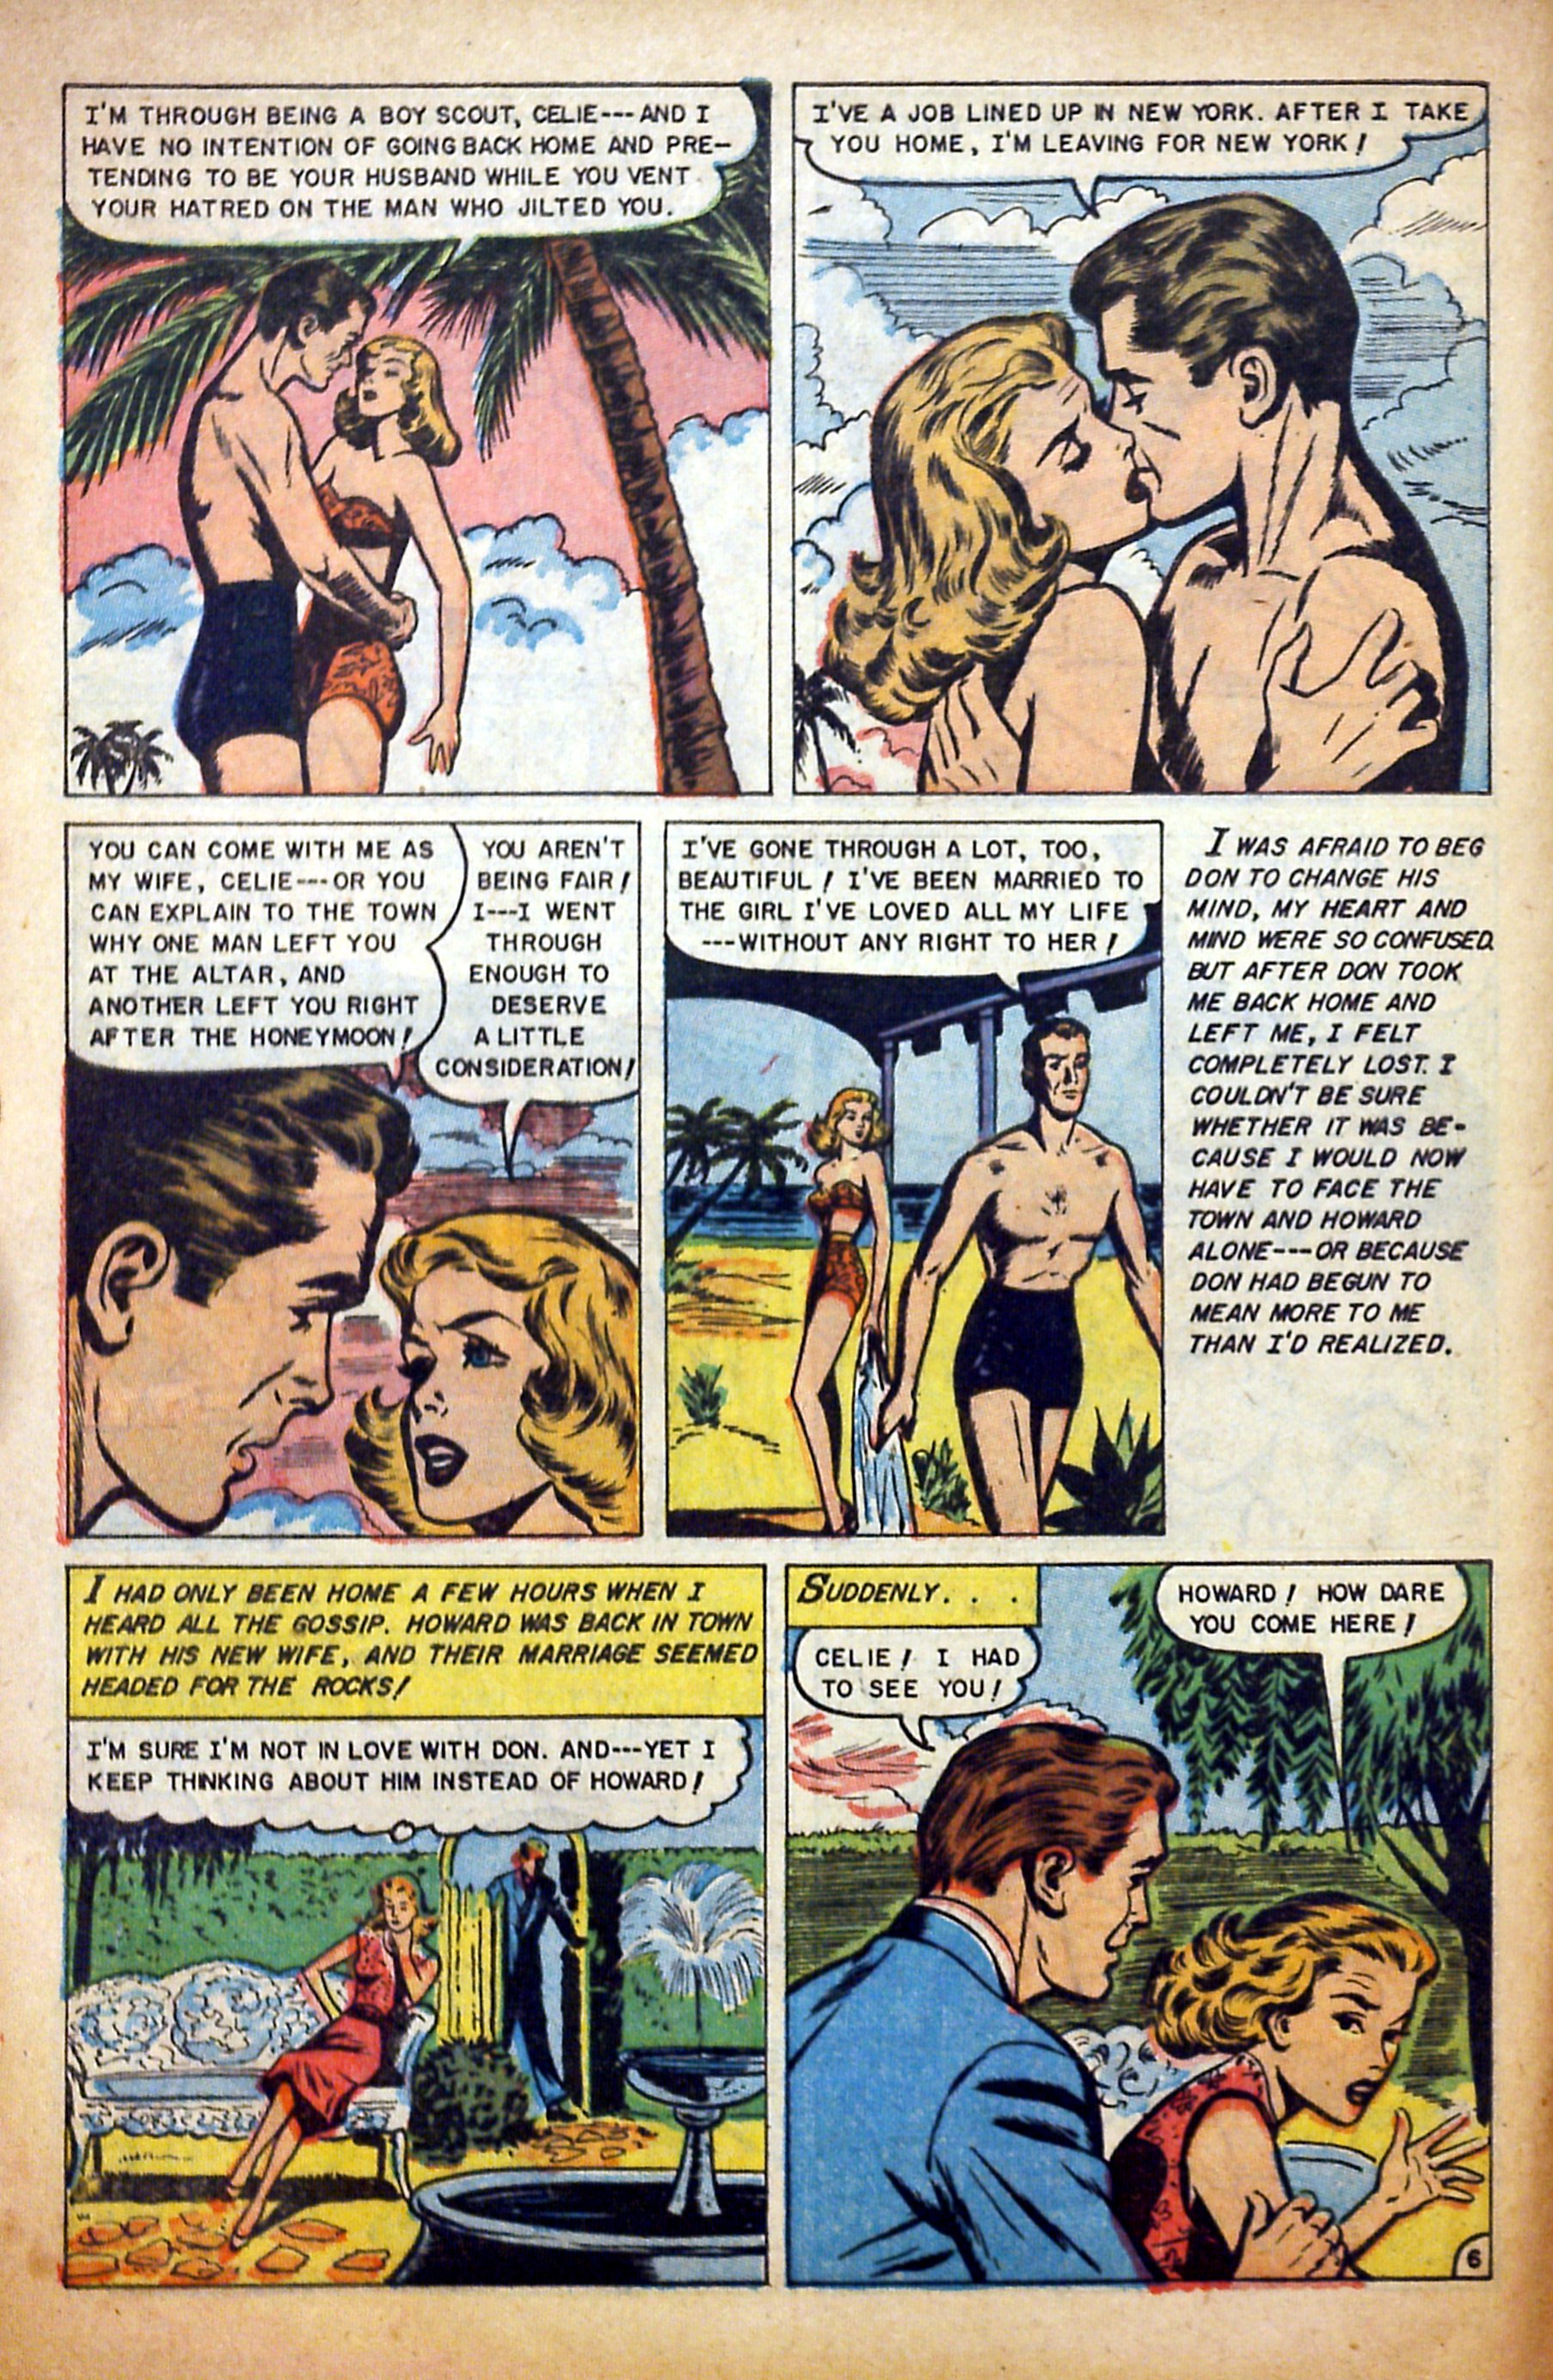 I'M THROUGH BEING A BOY SCOUT, CELIE---AND I
HAVE NO INTENTION OF GOING BACK HOME AND PRE-
TENDING TO BE YOUR HUSBAND WHILE YOU VENT
YOUR HATRED ON THE MAN WHO JILTED YOU.
I'VE A JOB LINED UP IN NEW YORK. AFTER I TAKE
YOU HOME, I'M LEAVING FOR NEW YORK!
YOU CAN COME WITH ME AS
MY WIFE, CELIE---OR YOU
CAN EXPLAIN TO THE TOWN
WHY ONE MAN LEFT YOU
AT THE ALTAR, AND
ANOTHER LEFT YOU RIGHT
AFTER THE HONEYMOON!
YOU AREN'T
BEING FAIR!
I---I WENT
THROUGH
ENOUGH TO
DESERVE
A LITTLE
CONSIDERATION!
I'VE GONE THROUGH A LOT, TOO,
BEAUTIFUL! I'VE BEEN MARRIED TO
THE GIRL I'VE LOVED ALL MY LIFE
---WITHOUT ANY RIGHT TO HER!
I WAS AFRAID TO BEG
DON TO CHANGE HIS
MIND, MY HEART AND
MIND WERE SO CONFUSED.
BUT AFTER DON TOOK
ME BACK HOME AND
LEFT ME, I FELT
COMPLETELY LOST. I
COULDN'T BE SURE
WHETHER IT WAS BE-
CAUSE I WOULD NOW
HAVE TO FACE THE
TOWN AND HOWARD
ALONE---OR BECAUSE
DON HAD BEGUN TO
MEAN MORE TO ME
THAN I'D REALIZED.
I HAD ONLY BEEN HOME A FEW HOURS WHEN I
HEARD ALL THE GOSSIP. HOWARD WAS BACK IN TOWN
WITH HIS NEW WIFE, AND THEIR MARRIAGE SEEMED
HEADED FOR THE ROCKS!
I'M SURE I'M NOT IN LOVE WITH DON. AND---YET I
KEEP THINKING ABOUT HIM INSTEAD OF HOWARD!
SUDDENLY. . .
CELIE! I HAD
TO SEE YOU!
HOWARD! HOW DARE
YOU COME HERE!
6